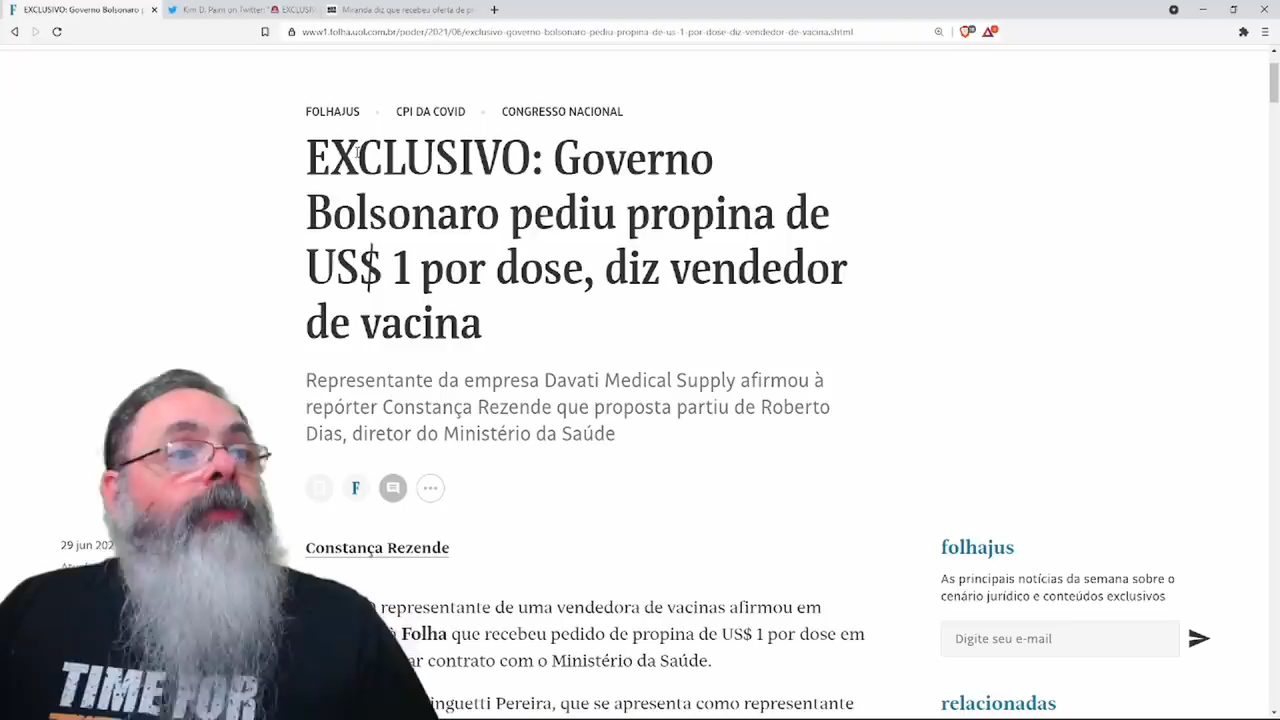 EXCLUSIVO: Governo Bolsonaro p
Kim D. Paim on Twitter: "🚨 EXCLUSI
Miranda diz que recebeu oferta de p
www1.folha.uol.com.br/poder/2021/06/exclusivo-governo-bolsonaro-pediu-propina-de-us-1-por-dose-diz-vendedor-de-vacina.shtml
FOLHAJUS • CPI DA COVID • CONGRESSO NACIONAL
EXCLUSIVO: Governo
Bolsonaro pediu propina de
US$ 1 por dose, diz vendedor
de vacina
Representante da empresa Davati Medical Supply afirmou à
repórter Constança Rezende que proposta partiu de Roberto
Dias, diretor do Ministério da Saúde
F
29 jun 202
Constança Rezende
representante de uma vendedora de vacinas afirmou em
Folha que recebeu pedido de propina de US$ 1 por dose em
ar contrato com o Ministério da Saúde.
inguetti Pereira, que se apresenta como representante
folhajus
As principais notícias da semana sobre o
cenário jurídico e conteúdos exclusivos
Digite seu e-mail
relacionadas
TIME FOR